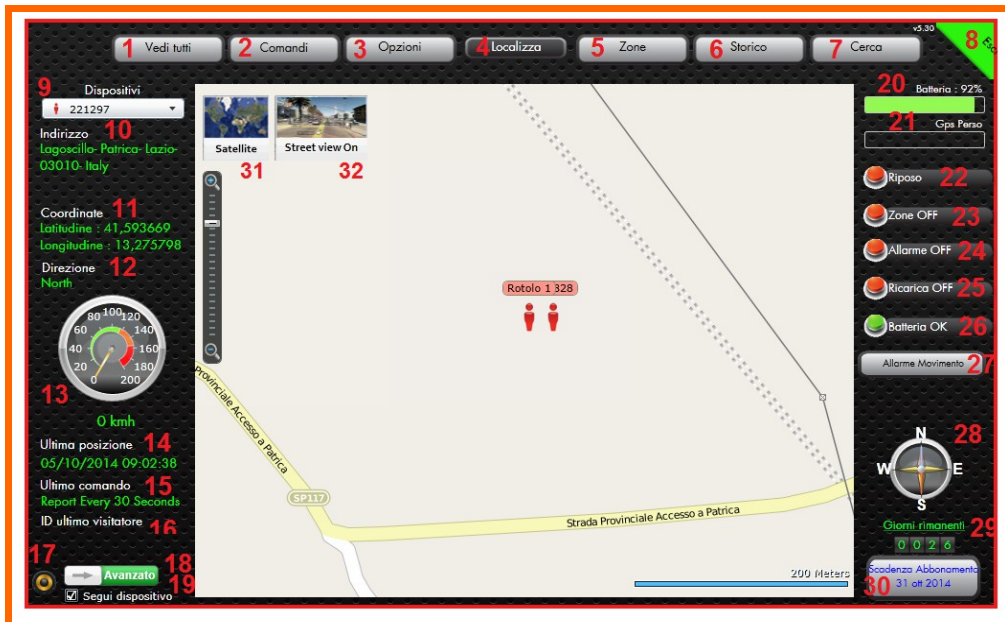 v5.30
1 Vedi tutti
2 Comandi
3 Opzioni
4 Localizza
5 Zone
6 Storico
7 Cerca
8
9
Dispositivi
221297
Indirizzo 10
Lagoscillo- Patrica- Lazio-
03010- Italy
Coordinate 11
Latitudine : 41,593669
Longitudine : 13,275798
Direzione 12
North
0 20 40 60 80 100 120 140 160 180 200
13
0 kmh
Ultima posizione 14
05/10/2014 09:02:38
Ultimo comando 15
Report Every 30 Seconds
ID ultimo visitatore 16
17
Avanzato 18
Segui dispositivo 19
Satellite
31
Street view On
32
Rotolo 1 328
Provinciale Accesso a Patrica
SP117
Strada Provinciale Accesso a Patrica
200 Meters
20 Batteria : 92%
21 Gps Perso
Riposo 22
Zone OFF 23
Allarme OFF 24
Ricarica OFF 25
Batteria OK 26
Allarme Movimento 27
28
N
W E
S
Giorni rimanenti 29
0 0 2 6
Scadenza Abbonamento
30 31 ott 2014